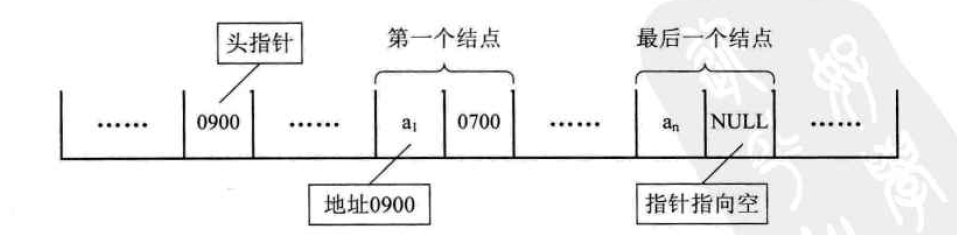 头指针
第一个结点
最后一个结点
…… 0900 …… a₁ 0700 …… aₙ NULL ……
地址0900
指针指向空